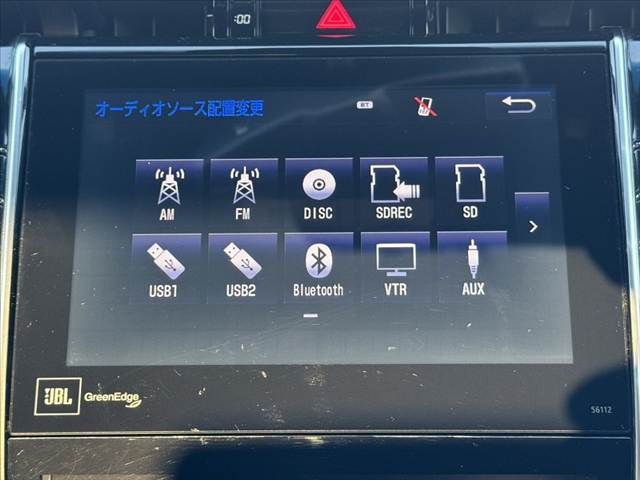 :00
オーディオソース配置変更
BT
AM
FM
DISC
SDREC
SD
USB1
USB2
Bluetooth
VTR
AUX
JBL
GreenEdge
56112